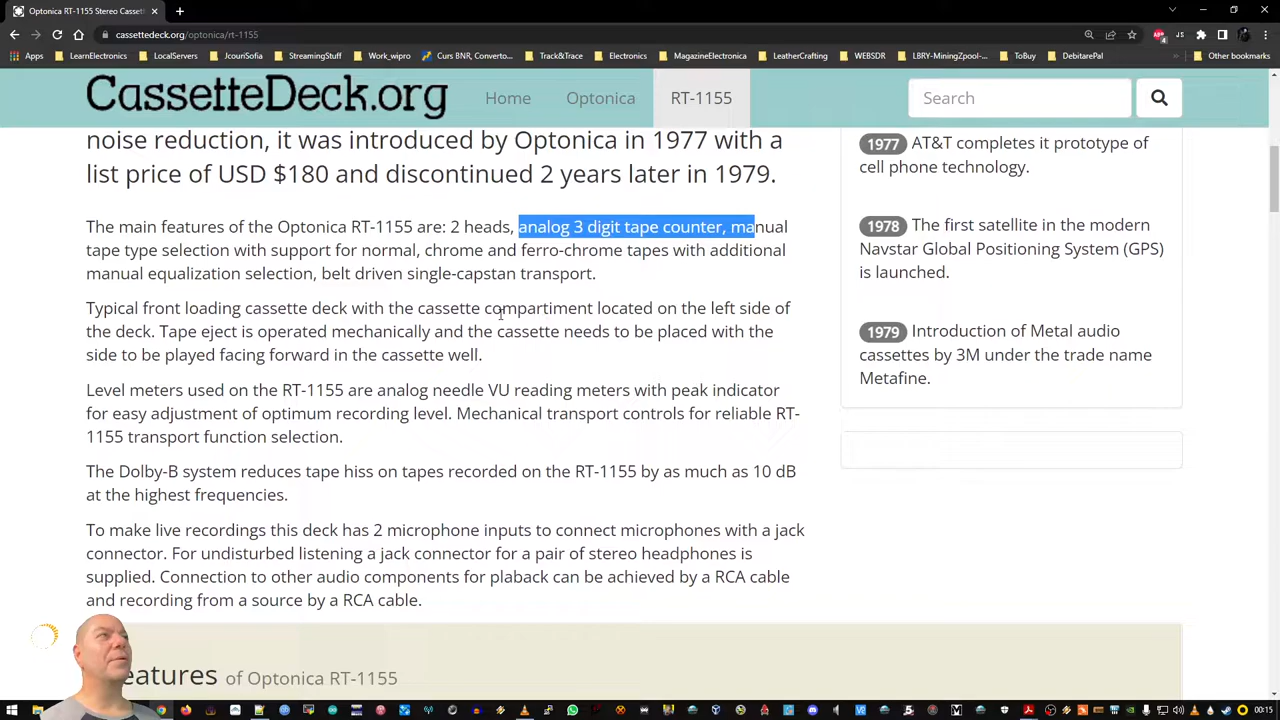 Optonica RT-1155 Stereo Cassett
cassettedeck.org/optonica/rt-1155
Apps
LearnElectronics
LocalServers
JcouriSofia
StreamingStuff
Work_wipro
Curs BNR, Converto...
Track&Trace
Electronics
MagazineElectronica
LeatherCrafting
WEBSDR
LBRY-MiningZpool-...
ToBuy
DebitarePal
Other bookmarks
CassetteDeck.org
Home
Optonica
RT-1155
Search
noise reduction, it was introduced by Optonica in 1977 with a
list price of USD $180 and discontinued 2 years later in 1979.
The main features of the Optonica RT-1155 are: 2 heads, analog 3 digit tape counter, manual
tape type selection with support for normal, chrome and ferro-chrome tapes with additional
manual equalization selection, belt driven single-capstan transport.
Typical front loading cassette deck with the cassette compartiment located on the left side of
the deck. Tape eject is operated mechanically and the cassette needs to be placed with the
side to be played facing forward in the cassette well.
Level meters used on the RT-1155 are analog needle VU reading meters with peak indicator
for easy adjustment of optimum recording level. Mechanical transport controls for reliable RT-
1155 transport function selection.
The Dolby-B system reduces tape hiss on tapes recorded on the RT-1155 by as much as 10 dB
at the highest frequencies.
To make live recordings this deck has 2 microphone inputs to connect microphones with a jack
connector. For undisturbed listening a jack connector for a pair of stereo headphones is
supplied. Connection to other audio components for plaback can be achieved by a RCA cable
and recording from a source by a RCA cable.
1977 AT&T completes it prototype of
cell phone technology.
1978 The first satellite in the modern
Navstar Global Positioning System (GPS)
is launched.
1979 Introduction of Metal audio
cassettes by 3M under the trade name
Metafine.
eatures of Optonica RT-1155
00:15